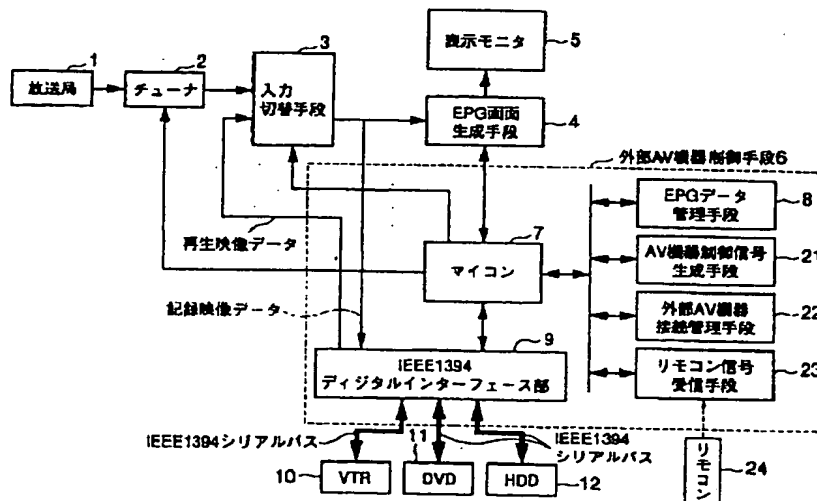 1
放送局
2
チューナ
3
入力
切替手段
5
表示モニタ
4
EPG画面
生成手段
外部AV機器制御手段6
8
EPGデータ
管理手段
7
マイコン
21
AV機器制御信号
生成手段
22
外部AV機器
接続管理手段
23
リモコン信号
受信手段
再生映像データ
記録映像データ
9
IEEE1394
ディジタルインターフェース部
IEEE1394シリアルバス
11
IEEE1394
シリアルバス
10
VTR
DVD
HDD
12
リモコン
24